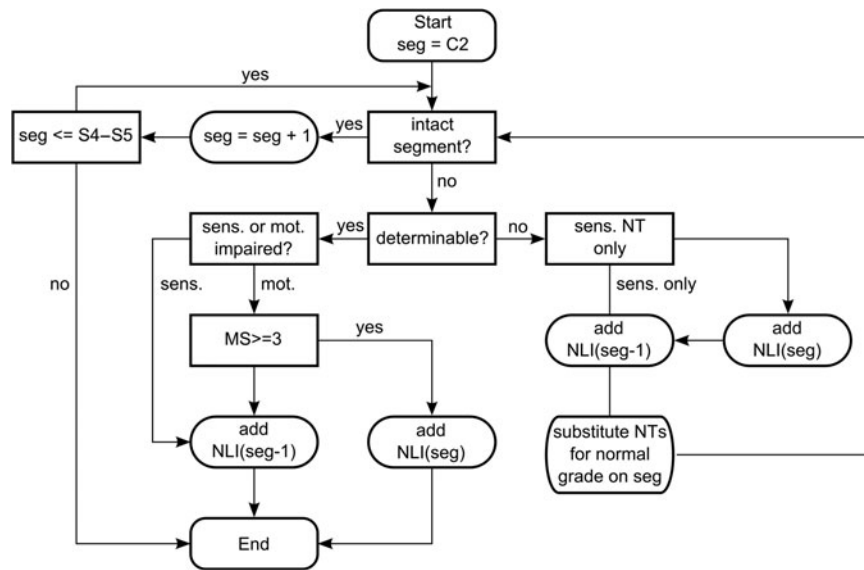 Start
seg = C2
yes
seg <= S4–S5
seg = seg + 1
yes
intact
segment?
no
sens. or mot.
impaired?
yes
determinable?
no
sens. NT
only
no
sens.
mot.
sens. only
MS>=3
yes
add
NLI(seg-1)
add
NLI(seg)
add
NLI(seg-1)
add
NLI(seg)
substitute NTs
for normal
grade on seg
End